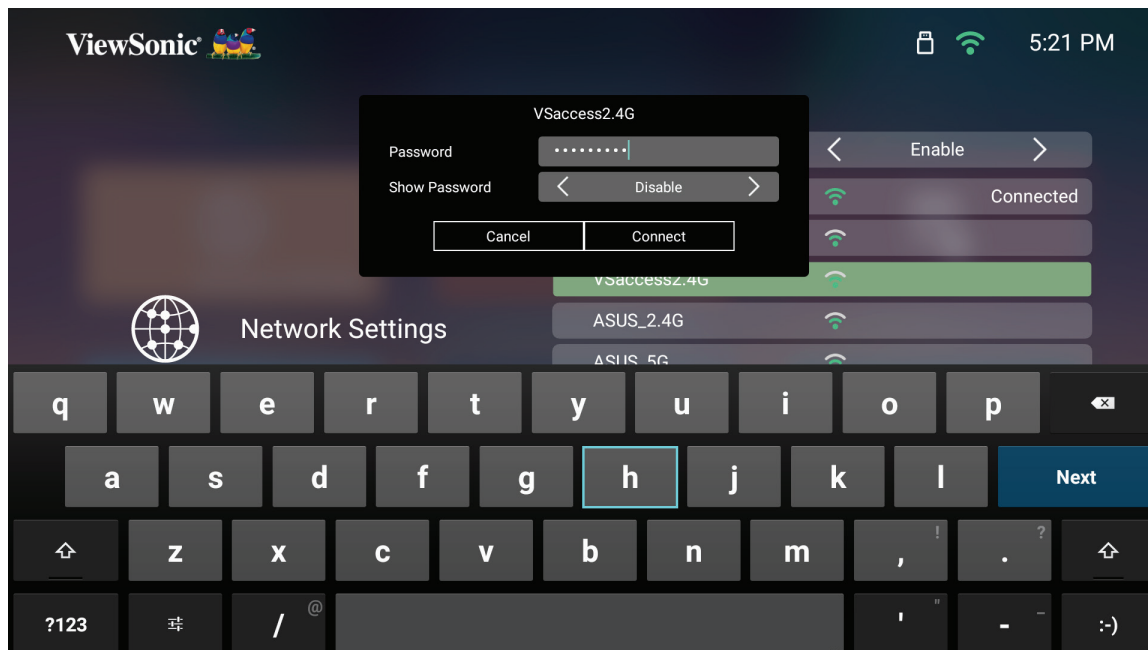 ViewSonic®
5:21 PM
VSaccess2.4G
Password •••••••••
Show Password Disable
Cancel Connect
Enable
Connected
VSaccess2.4G
ASUS_2.4G
Network Settings
ASUS_5G
q w e r t y u i o p
a s d f g h j k l Next
z x c v b n m , ! . ?
?123 / @ ' " - _ :-)